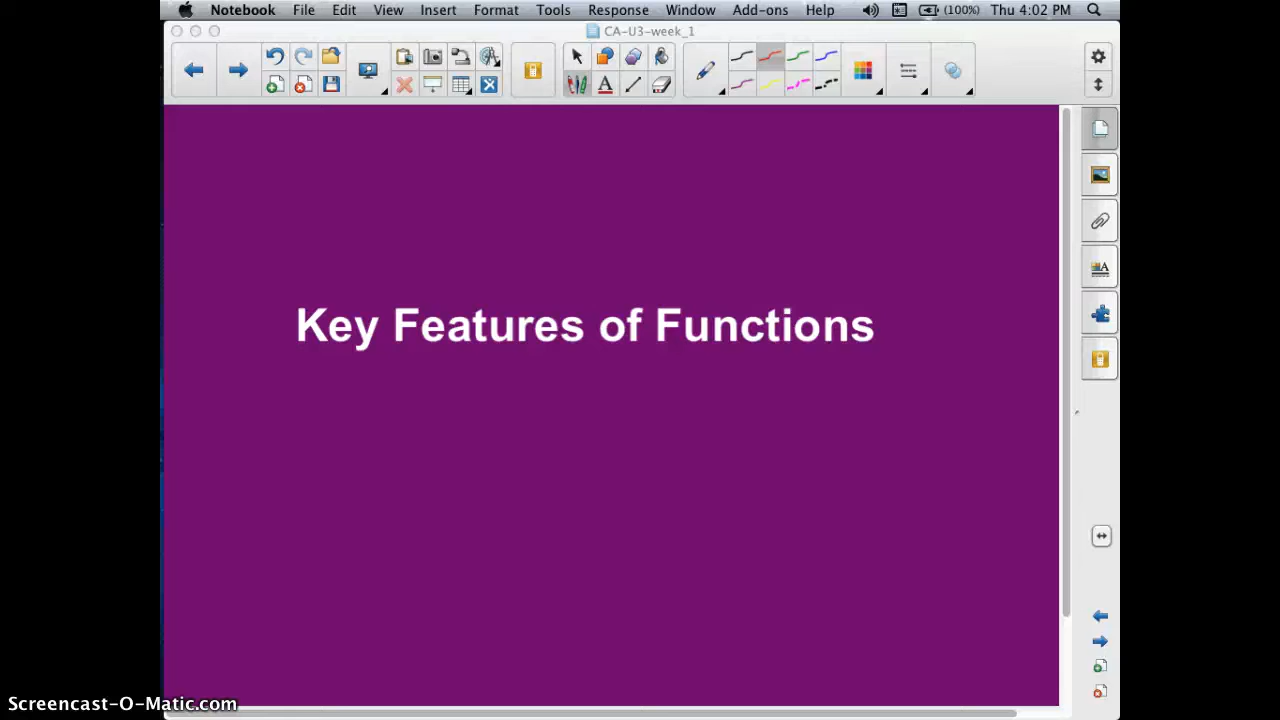 Notebook File Edit View Insert Format Tools Response Window Add-ons Help (100%) Thu 4:02 PM
CA-U3-week_1
Key Features of Functions
Screencast-O-Matic.com